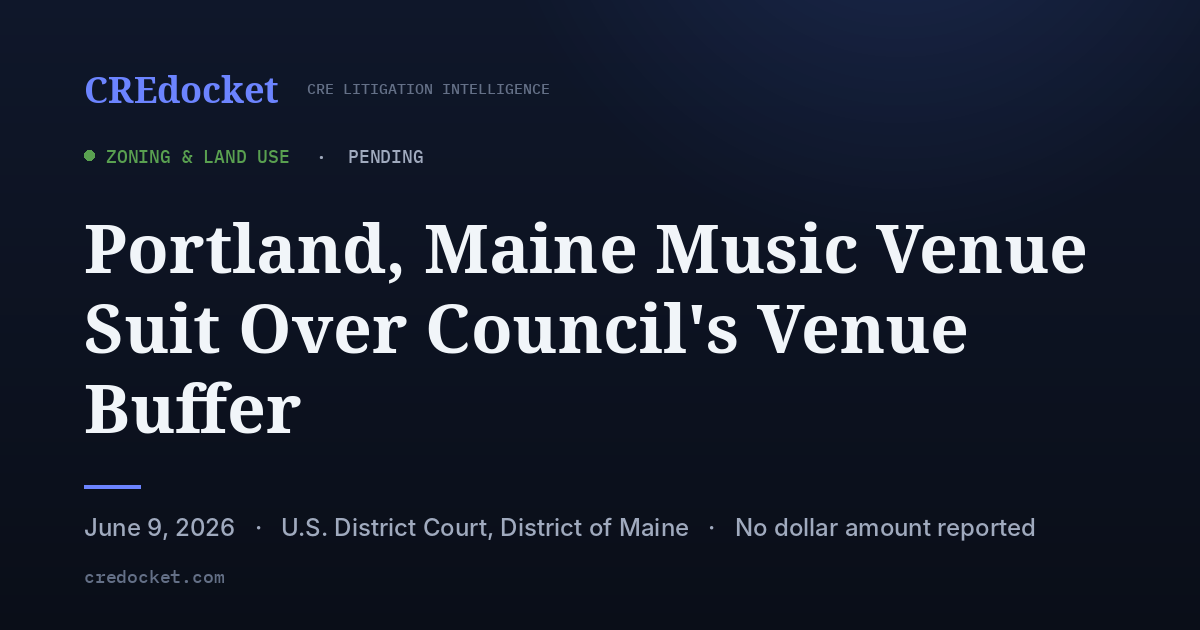 CREdocket CRE LITIGATION INTELLIGENCE
ZONING & LAND USE · PENDING
Portland, Maine Music Venue
Suit Over Council's Venue
Buffer
June 9, 2026 · U.S. District Court, District of Maine · No dollar amount reported
credocket.com